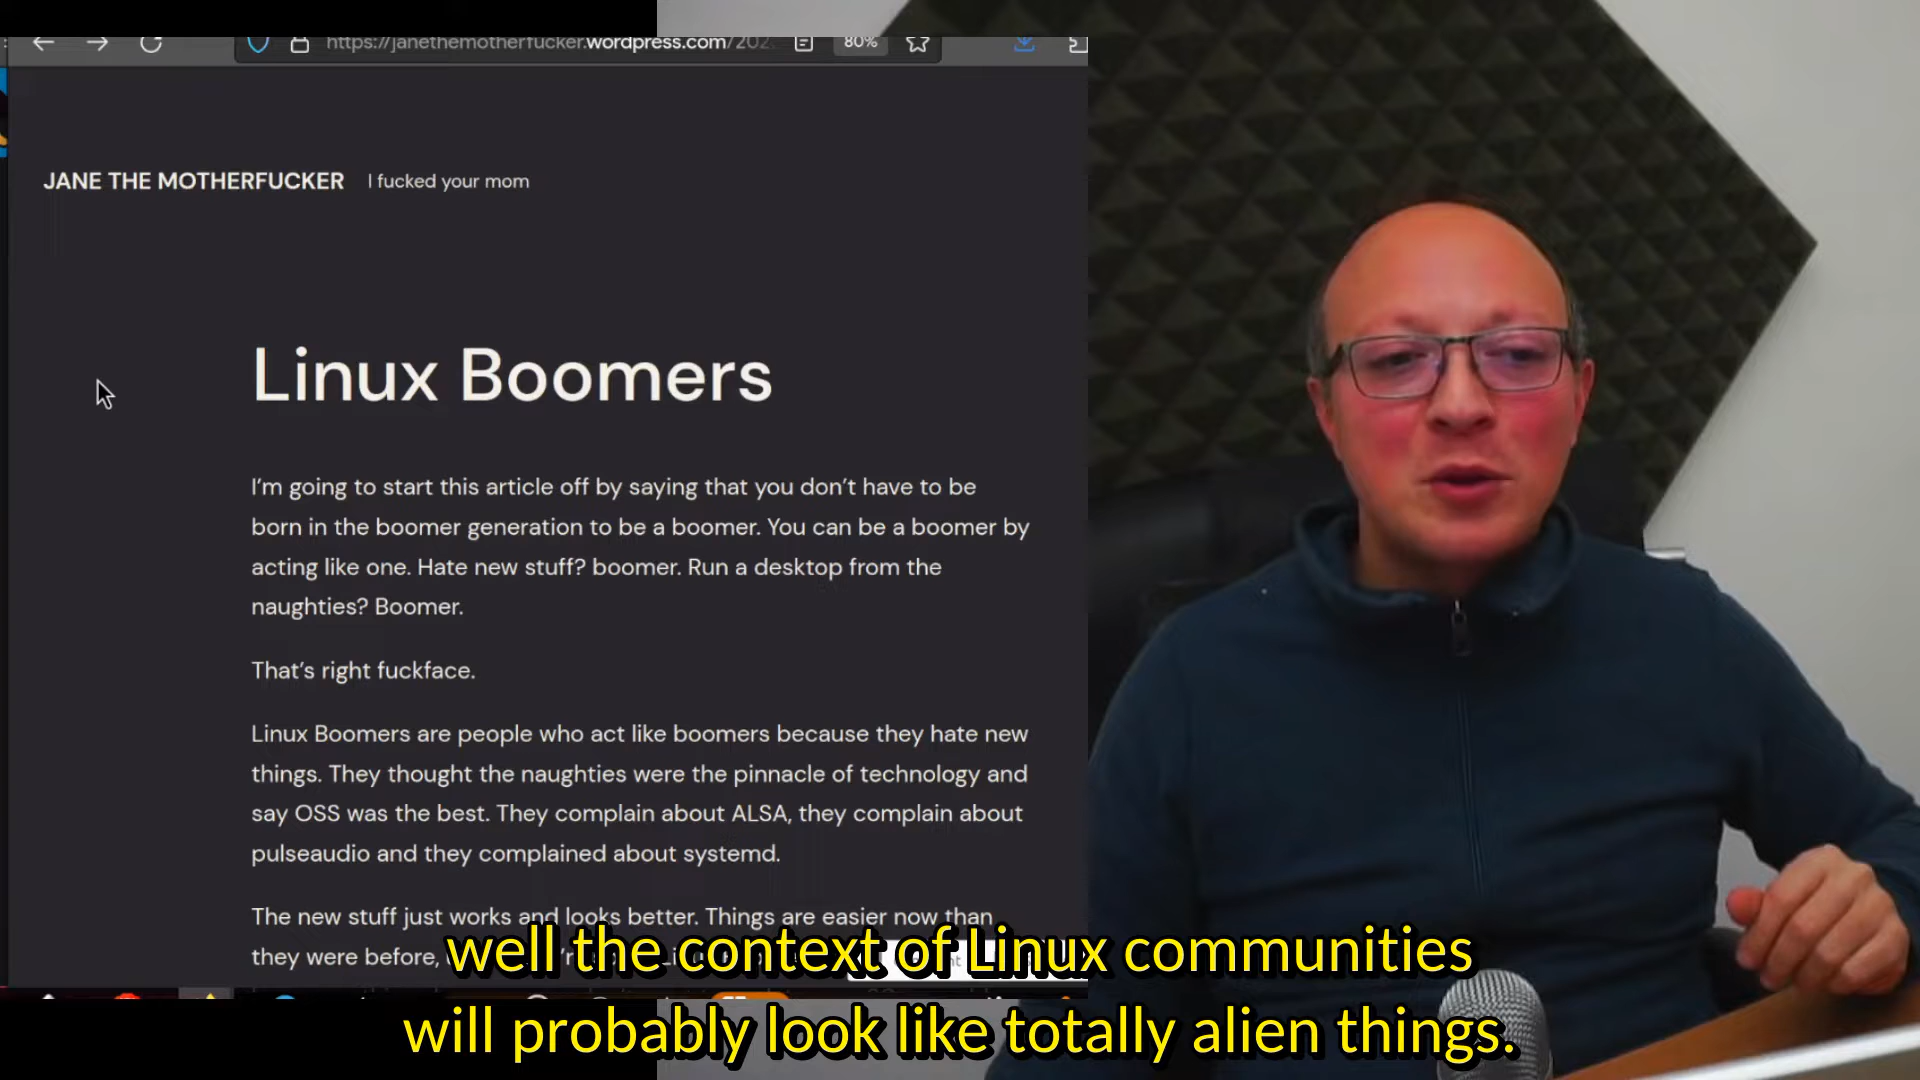 https://janethemotherfucker.wordpress.com/202
80%
JANE THE MOTHERFUCKER I fucked your mom
Linux Boomers
I'm going to start this article off by saying that you don't have to be
born in the boomer generation to be a boomer. You can be a boomer by
acting like one. Hate new stuff? boomer. Run a desktop from the
naughties? Boomer.
That's right fuckface.
Linux Boomers are people who act like boomers because they hate new
things. They thought the naughties were the pinnacle of technology and
say OSS was the best. They complain about ALSA, they complain about
pulseaudio and they complained about systemd.
The new stuff just works and looks better. Things are easier now than
they were before,
well the context of Linux communities
will probably look like totally alien things.